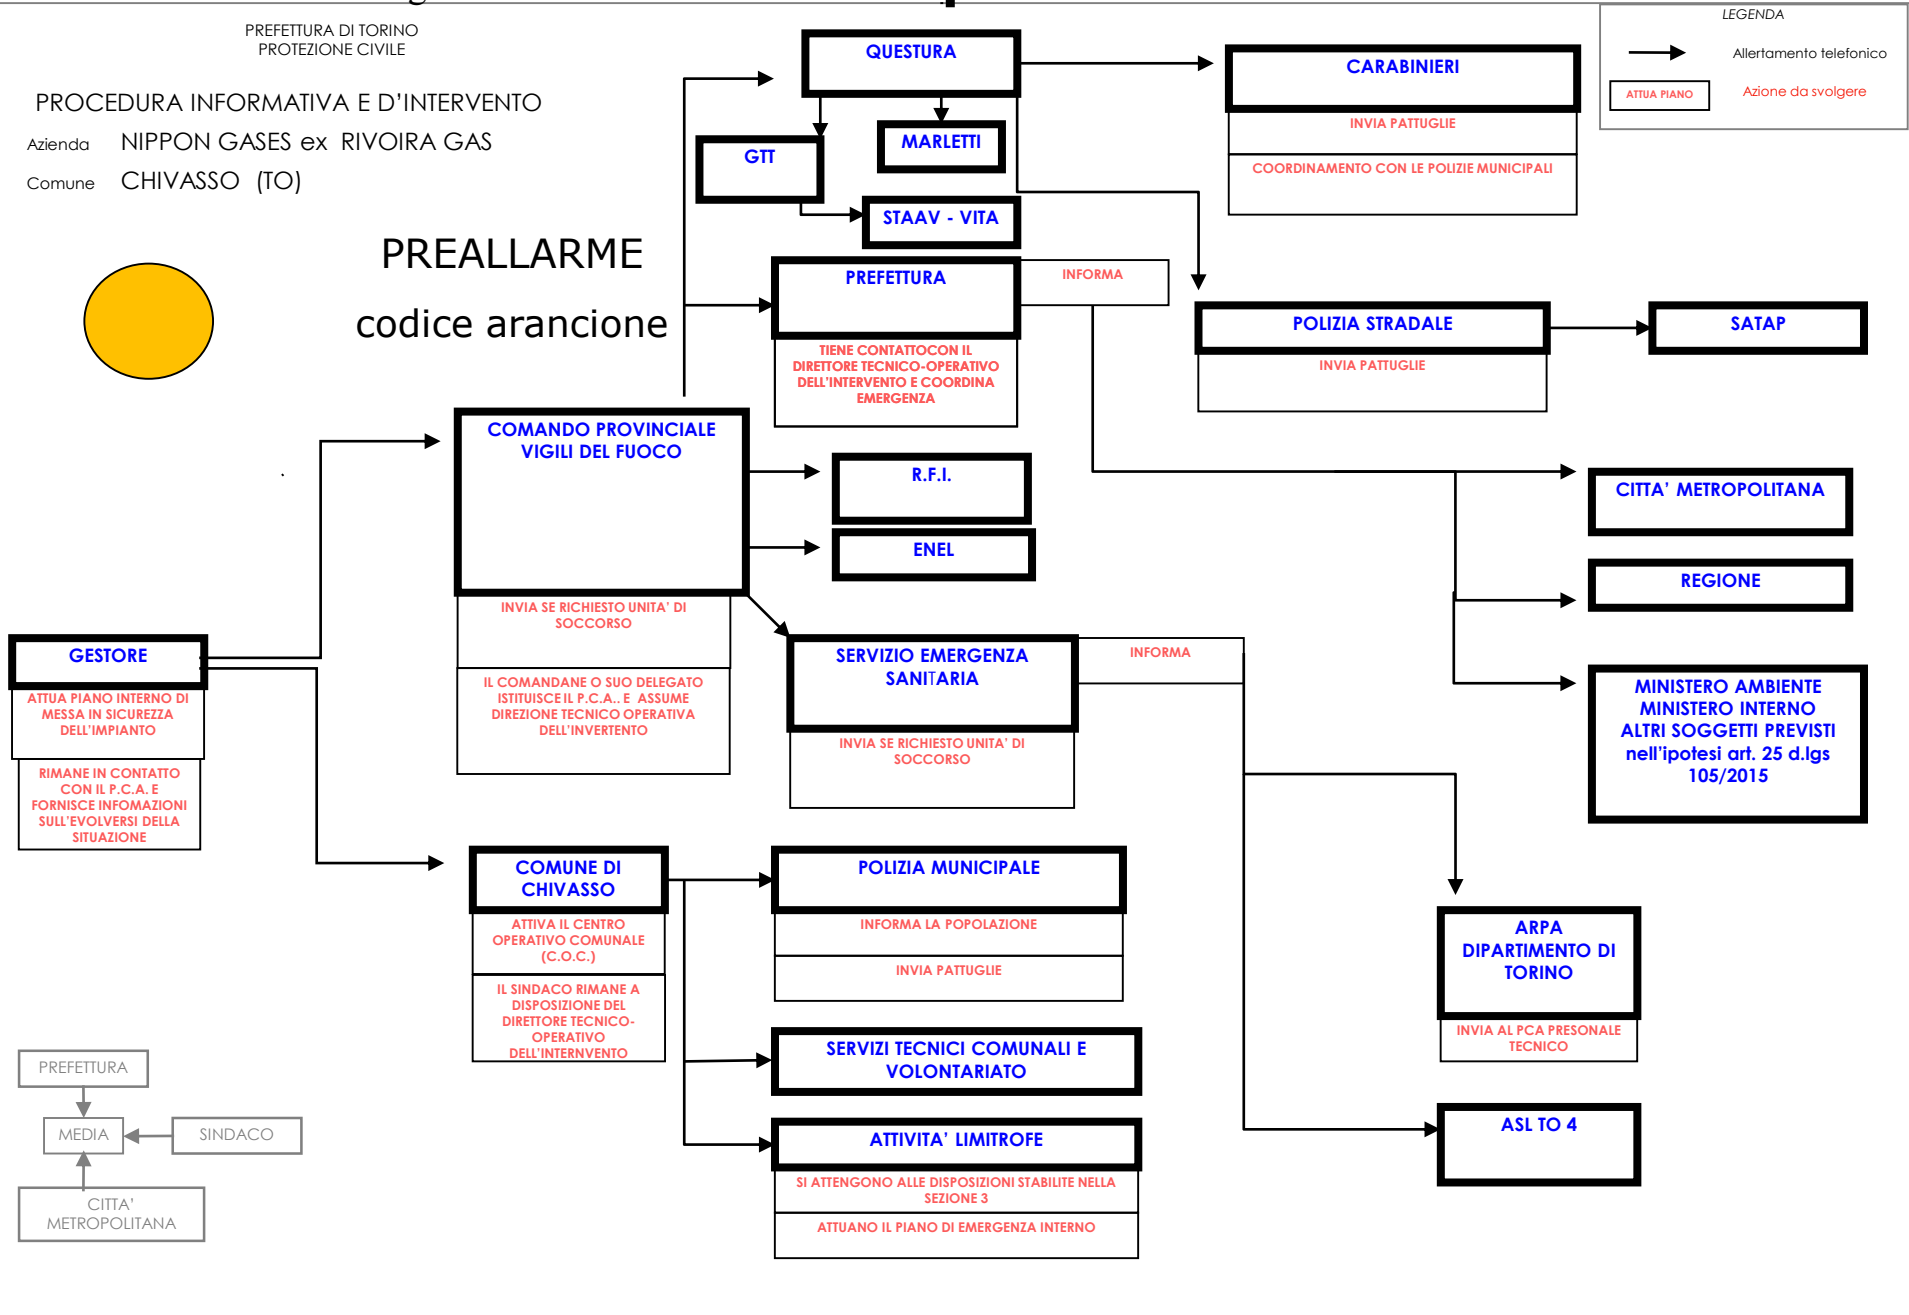 PREFETTURA DI TORINO
PROTEZIONE CIVILE
PROCEDURA INFORMATIVA E D'INTERVENTO
Azienda NIPPON GASES ex RIVOIRA GAS
Comune CHIVASSO (TO)
PREALLARME
codice arancione
LEGENDA
Allertamento telefonico
ATTUA PIANO
Azione da svolgere
QUESTURA
CARABINIERI
INVIA PATTUGLIE
COORDINAMENTO CON LE POLIZIE MUNICIPALI
GTT
MARLETTI
STAAV - VITA
PREFETTURA
INFORMA
TIENE CONTATTOCON IL
DIRETTORE TECNICO-OPERATIVO
DELL'INTERVENTO E COORDINA
EMERGENZA
POLIZIA STRADALE
INVIA PATTUGLIE
SATAP
COMANDO PROVINCIALE
VIGILI DEL FUOCO
INVIA SE RICHIESTO UNITA' DI
SOCCORSO
IL COMANDANE O SUO DELEGATO
ISTITUISCE IL P.C.A.. E ASSUME
DIREZIONE TECNICO OPERATIVA
DELL'INVERTENTO
R.F.I.
ENEL
CITTA' METROPOLITANA
REGIONE
MINISTERO AMBIENTE
MINISTERO INTERNO
ALTRI SOGGETTI PREVISTI
nell'ipotesi art. 25 d.lgs
105/2015
GESTORE
ATTUA PIANO INTERNO DI
MESSA IN SICUREZZA
DELL'IMPIANTO
RIMANE IN CONTATTO
CON IL P.C.A. E
FORNISCE INFOMAZIONI
SULL'EVOLVERSI DELLA
SITUAZIONE
SERVIZIO EMERGENZA
SANITARIA
INFORMA
INVIA SE RICHIESTO UNITA' DI
SOCCORSO
COMUNE DI
CHIVASSO
ATTIVA IL CENTRO
OPERATIVO COMUNALE
(C.O.C.)
IL SINDACO RIMANE A
DISPOSIZIONE DEL
DIRETTORE TECNICO-
OPERATIVO
DELL'INTERNVENTO
POLIZIA MUNICIPALE
INFORMA LA POPOLAZIONE
INVIA PATTUGLIE
SERVIZI TECNICI COMUNALI E
VOLONTARIATO
ATTIVITA' LIMITROFE
SI ATTENGONO ALLE DISPOSIZIONI STABILITE NELLA
SEZIONE 3
ATTUANO IL PIANO DI EMERGENZA INTERNO
ARPA
DIPARTIMENTO DI
TORINO
INVIA AL PCA PRESONALE
TECNICO
ASL TO 4
PREFETTURA
MEDIA
SINDACO
CITTA'
METROPOLITANA